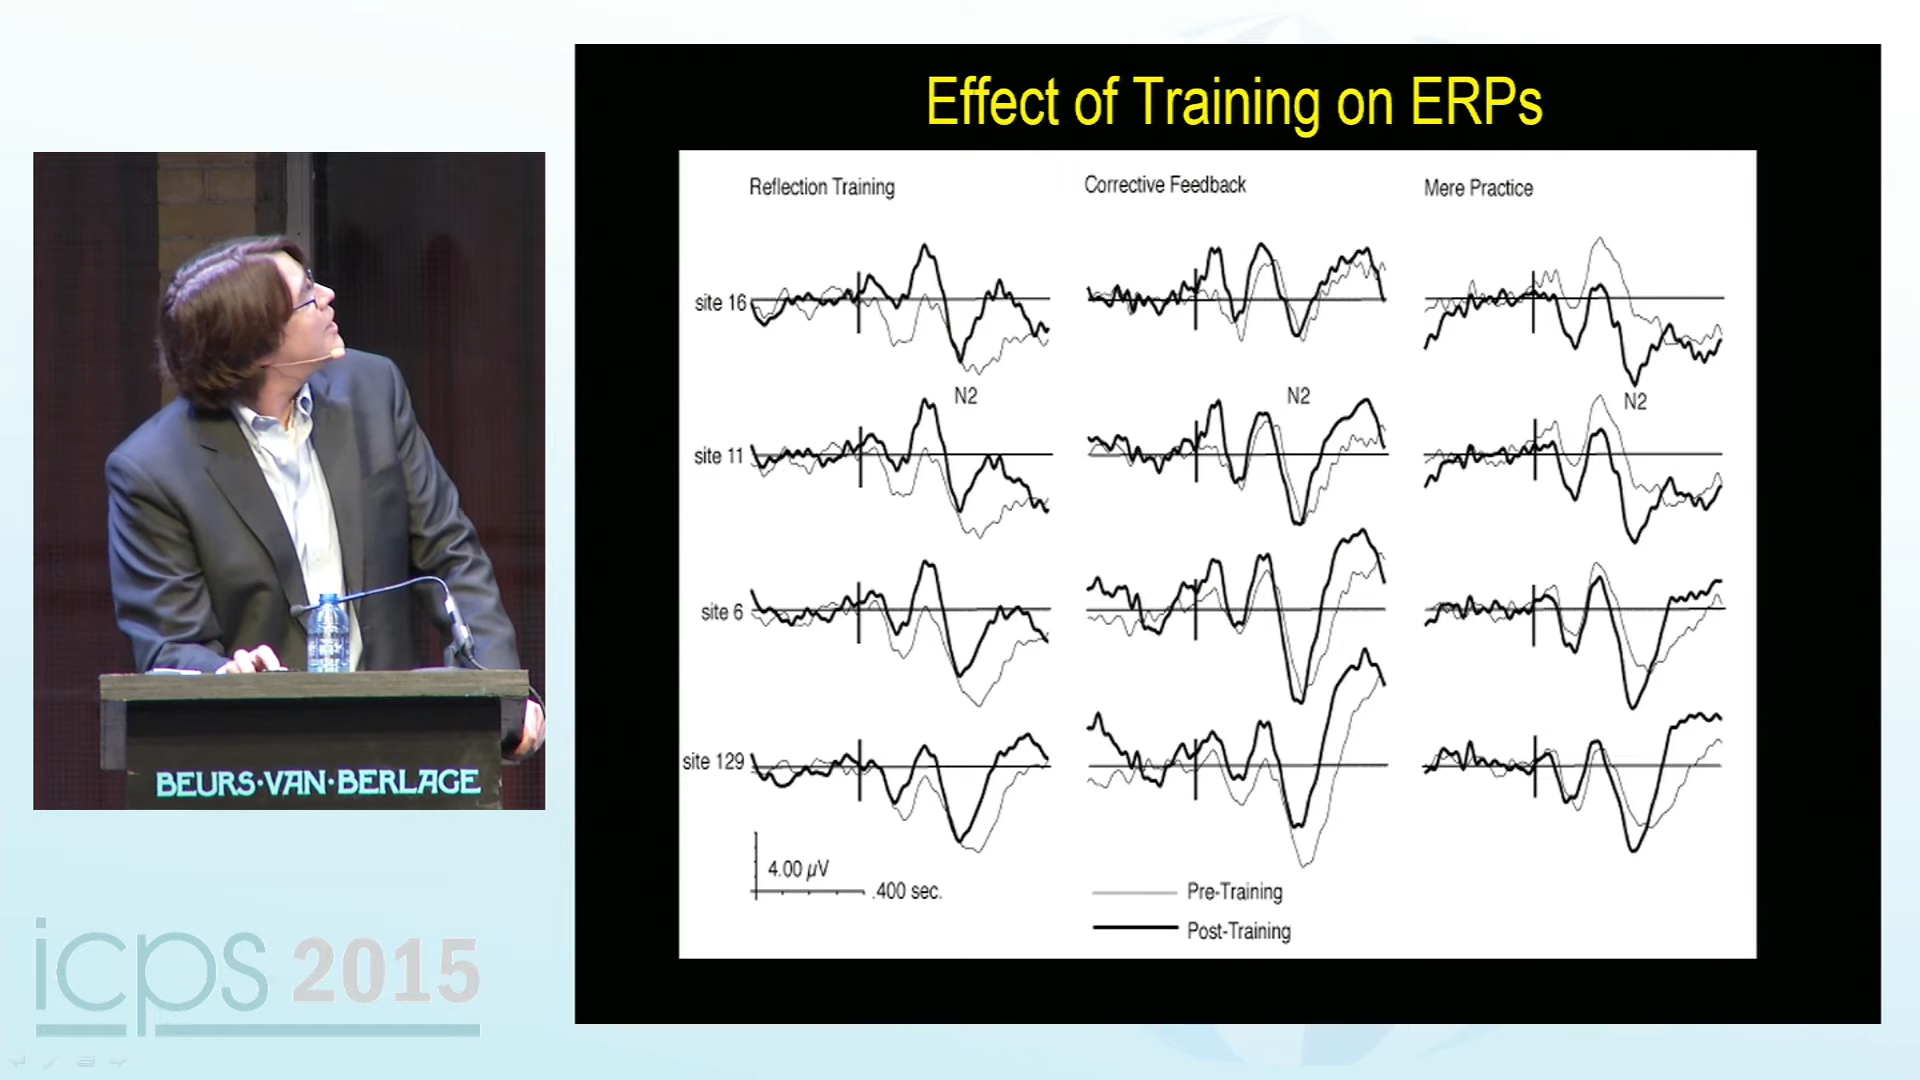 Effect of Training on ERPs
Reflection Training
Corrective Feedback
Mere Practice
site 16
N2
N2
N2
site 11
site 6
site 129
4.00 µV
.400 sec.
Pre-Training
Post-Training
BEURS·VAN·BERLAGE
icps 2015